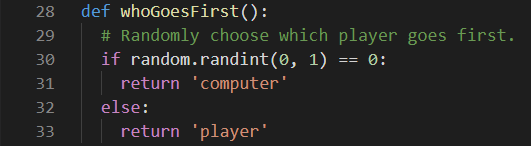 28 def whoGoesFirst():
29   # Randomly choose which player goes first.
30   if random.randint(0, 1) == 0:
31     return 'computer'
32   else:
33     return 'player'